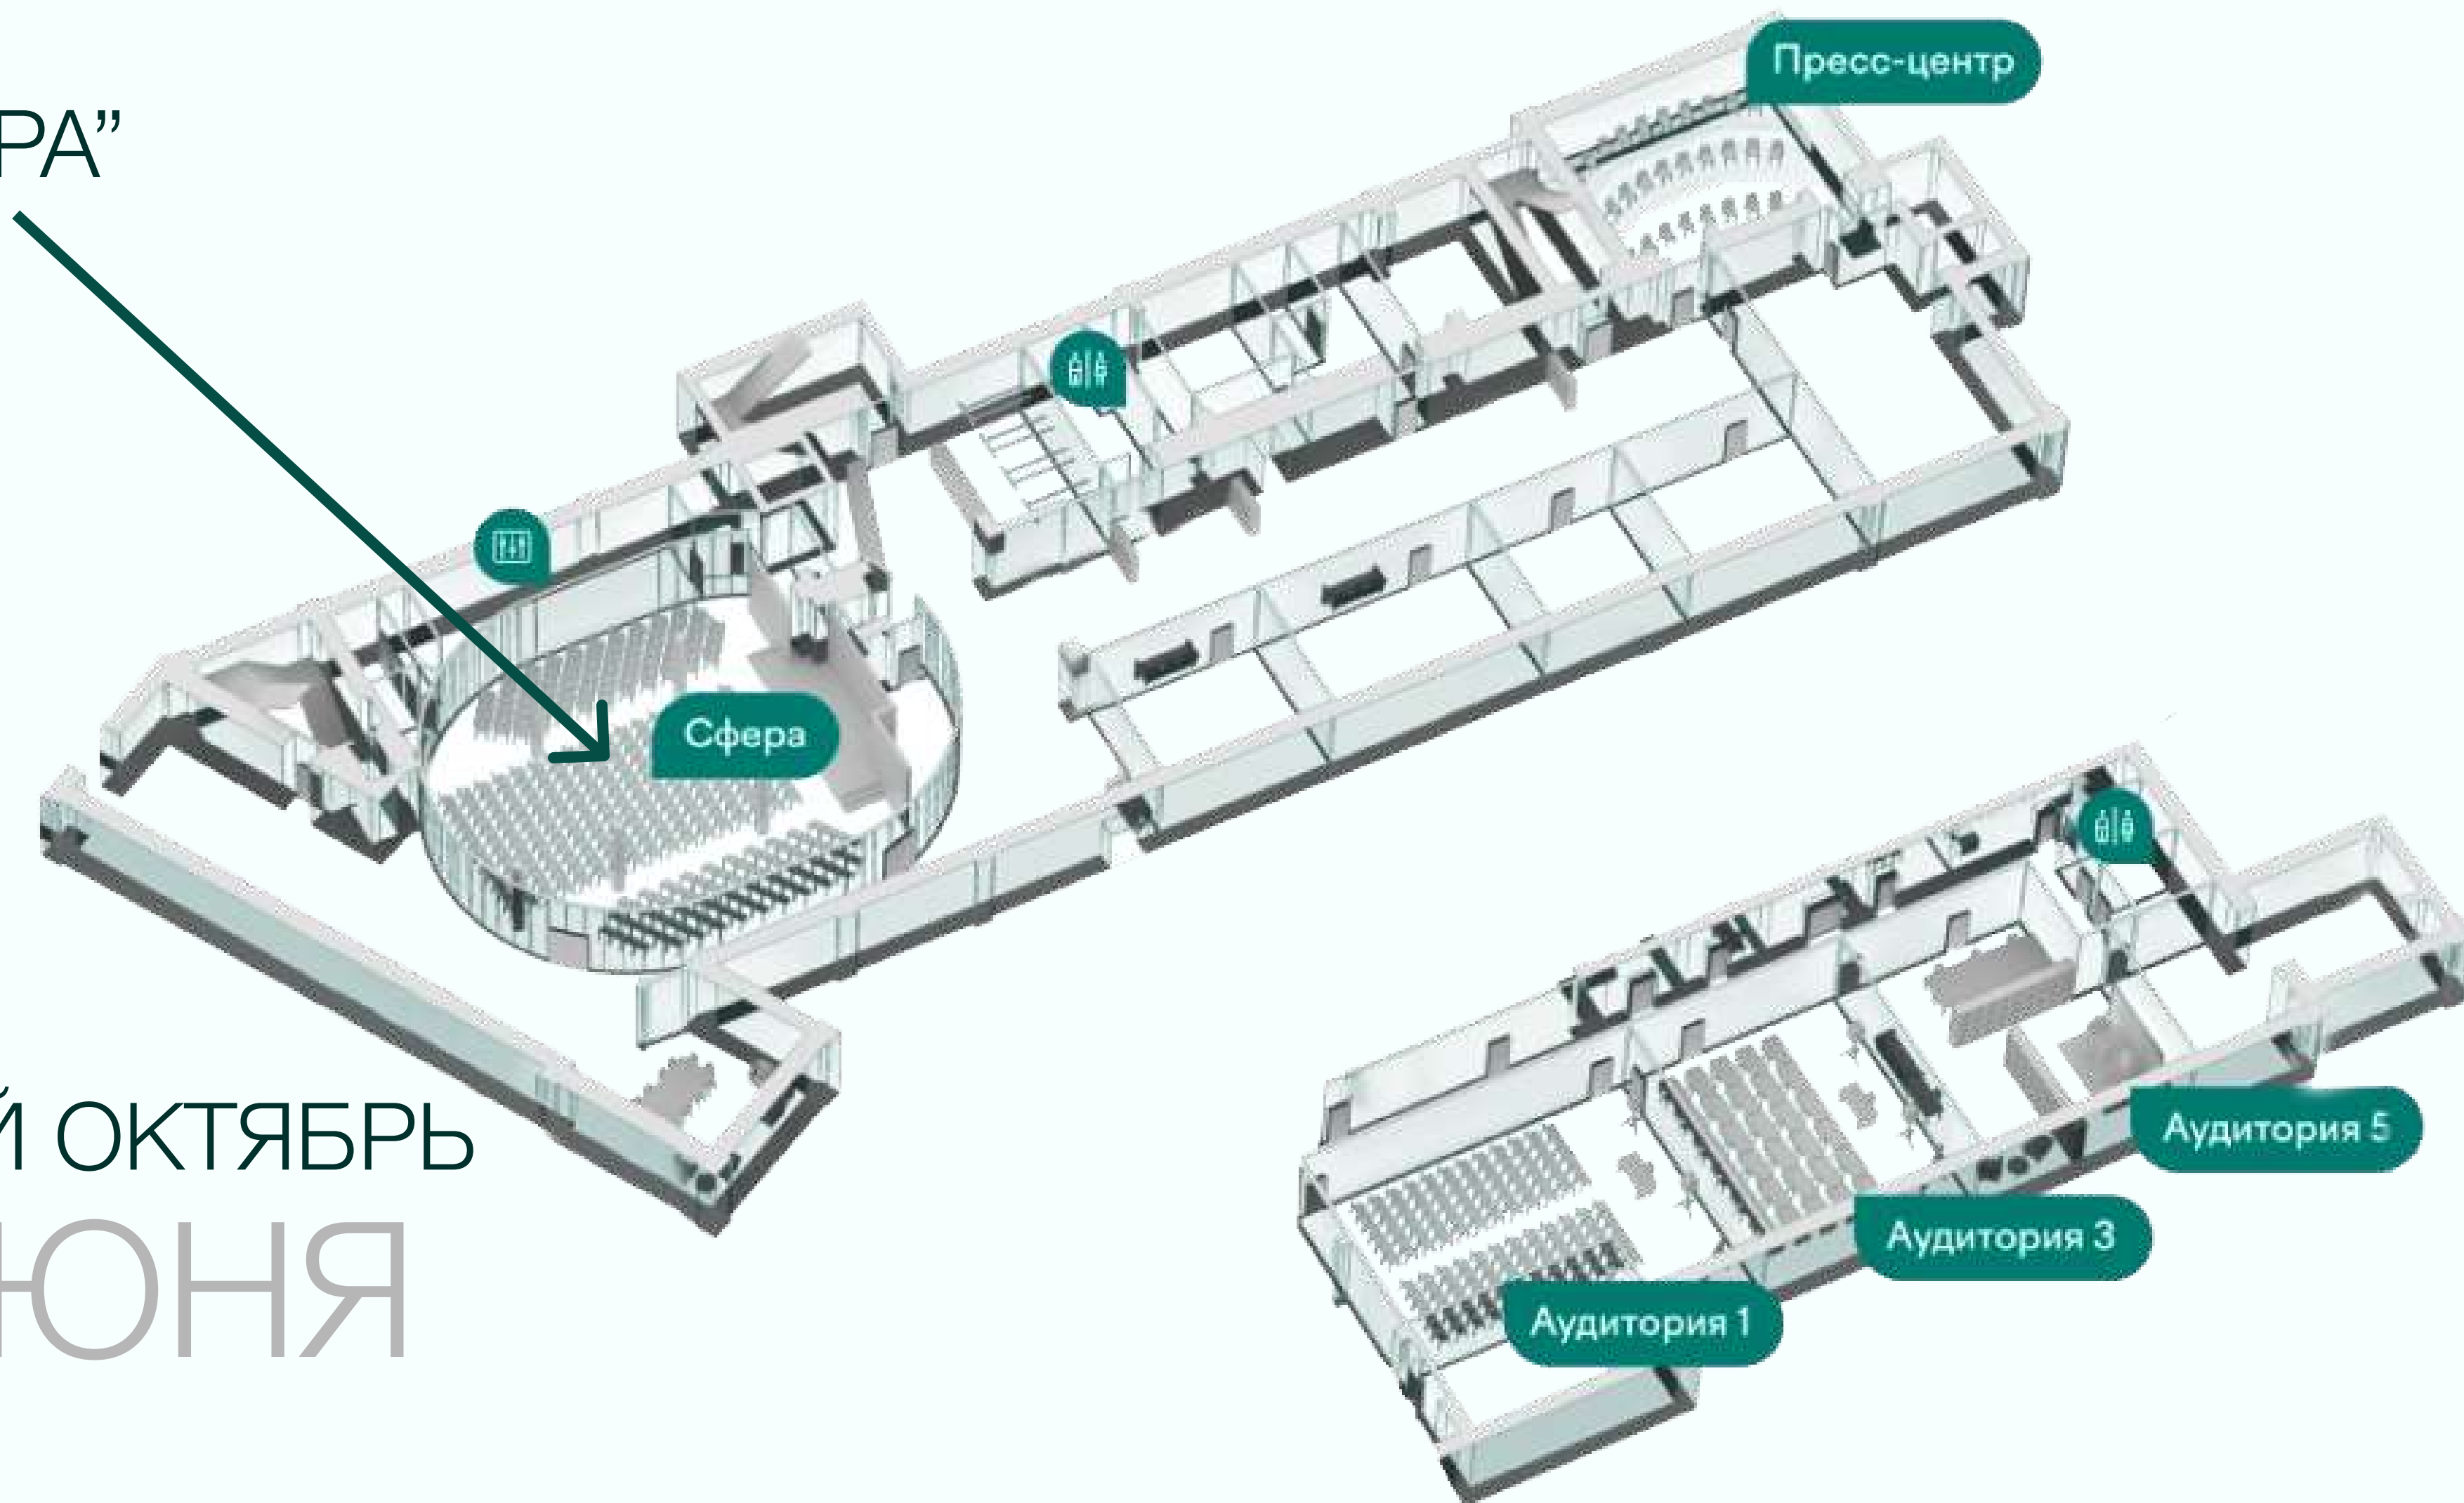 РА”
Пресс-центр
Сфера
Й ОКТЯБРЬ
ЮНЯ
Аудитория 5
Аудитория 3
Аудитория 1